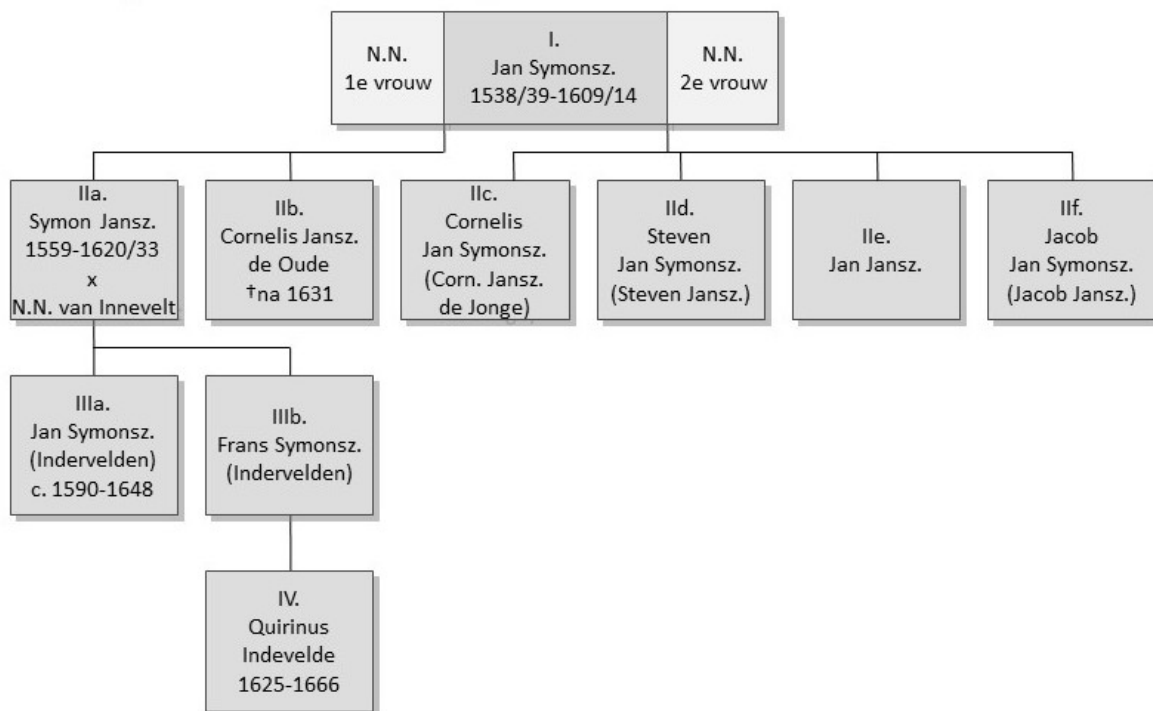 N.N.
1e vrouw
I.
Jan Symonsz.
1538/39-1609/14
N.N.
2e vrouw
IIa.
Symon Jansz.
1559-1620/33
x
N.N. van Innevelt
IIb.
Cornelis Jansz.
de Oude
†na 1631
IIc.
Cornelis
Jan Symonsz.
(Corn. Jansz.
de Jonge)
IId.
Steven
Jan Symonsz.
(Steven Jansz.)
IIe.
Jan Jansz.
IIf.
Jacob
Jan Symonsz.
(Jacob Jansz.)
IIIa.
Jan Symonsz.
(Indervelden)
c. 1590-1648
IIIb.
Frans Symonsz.
(Indervelden)
IV.
Quirinus
Indevelde
1625-1666